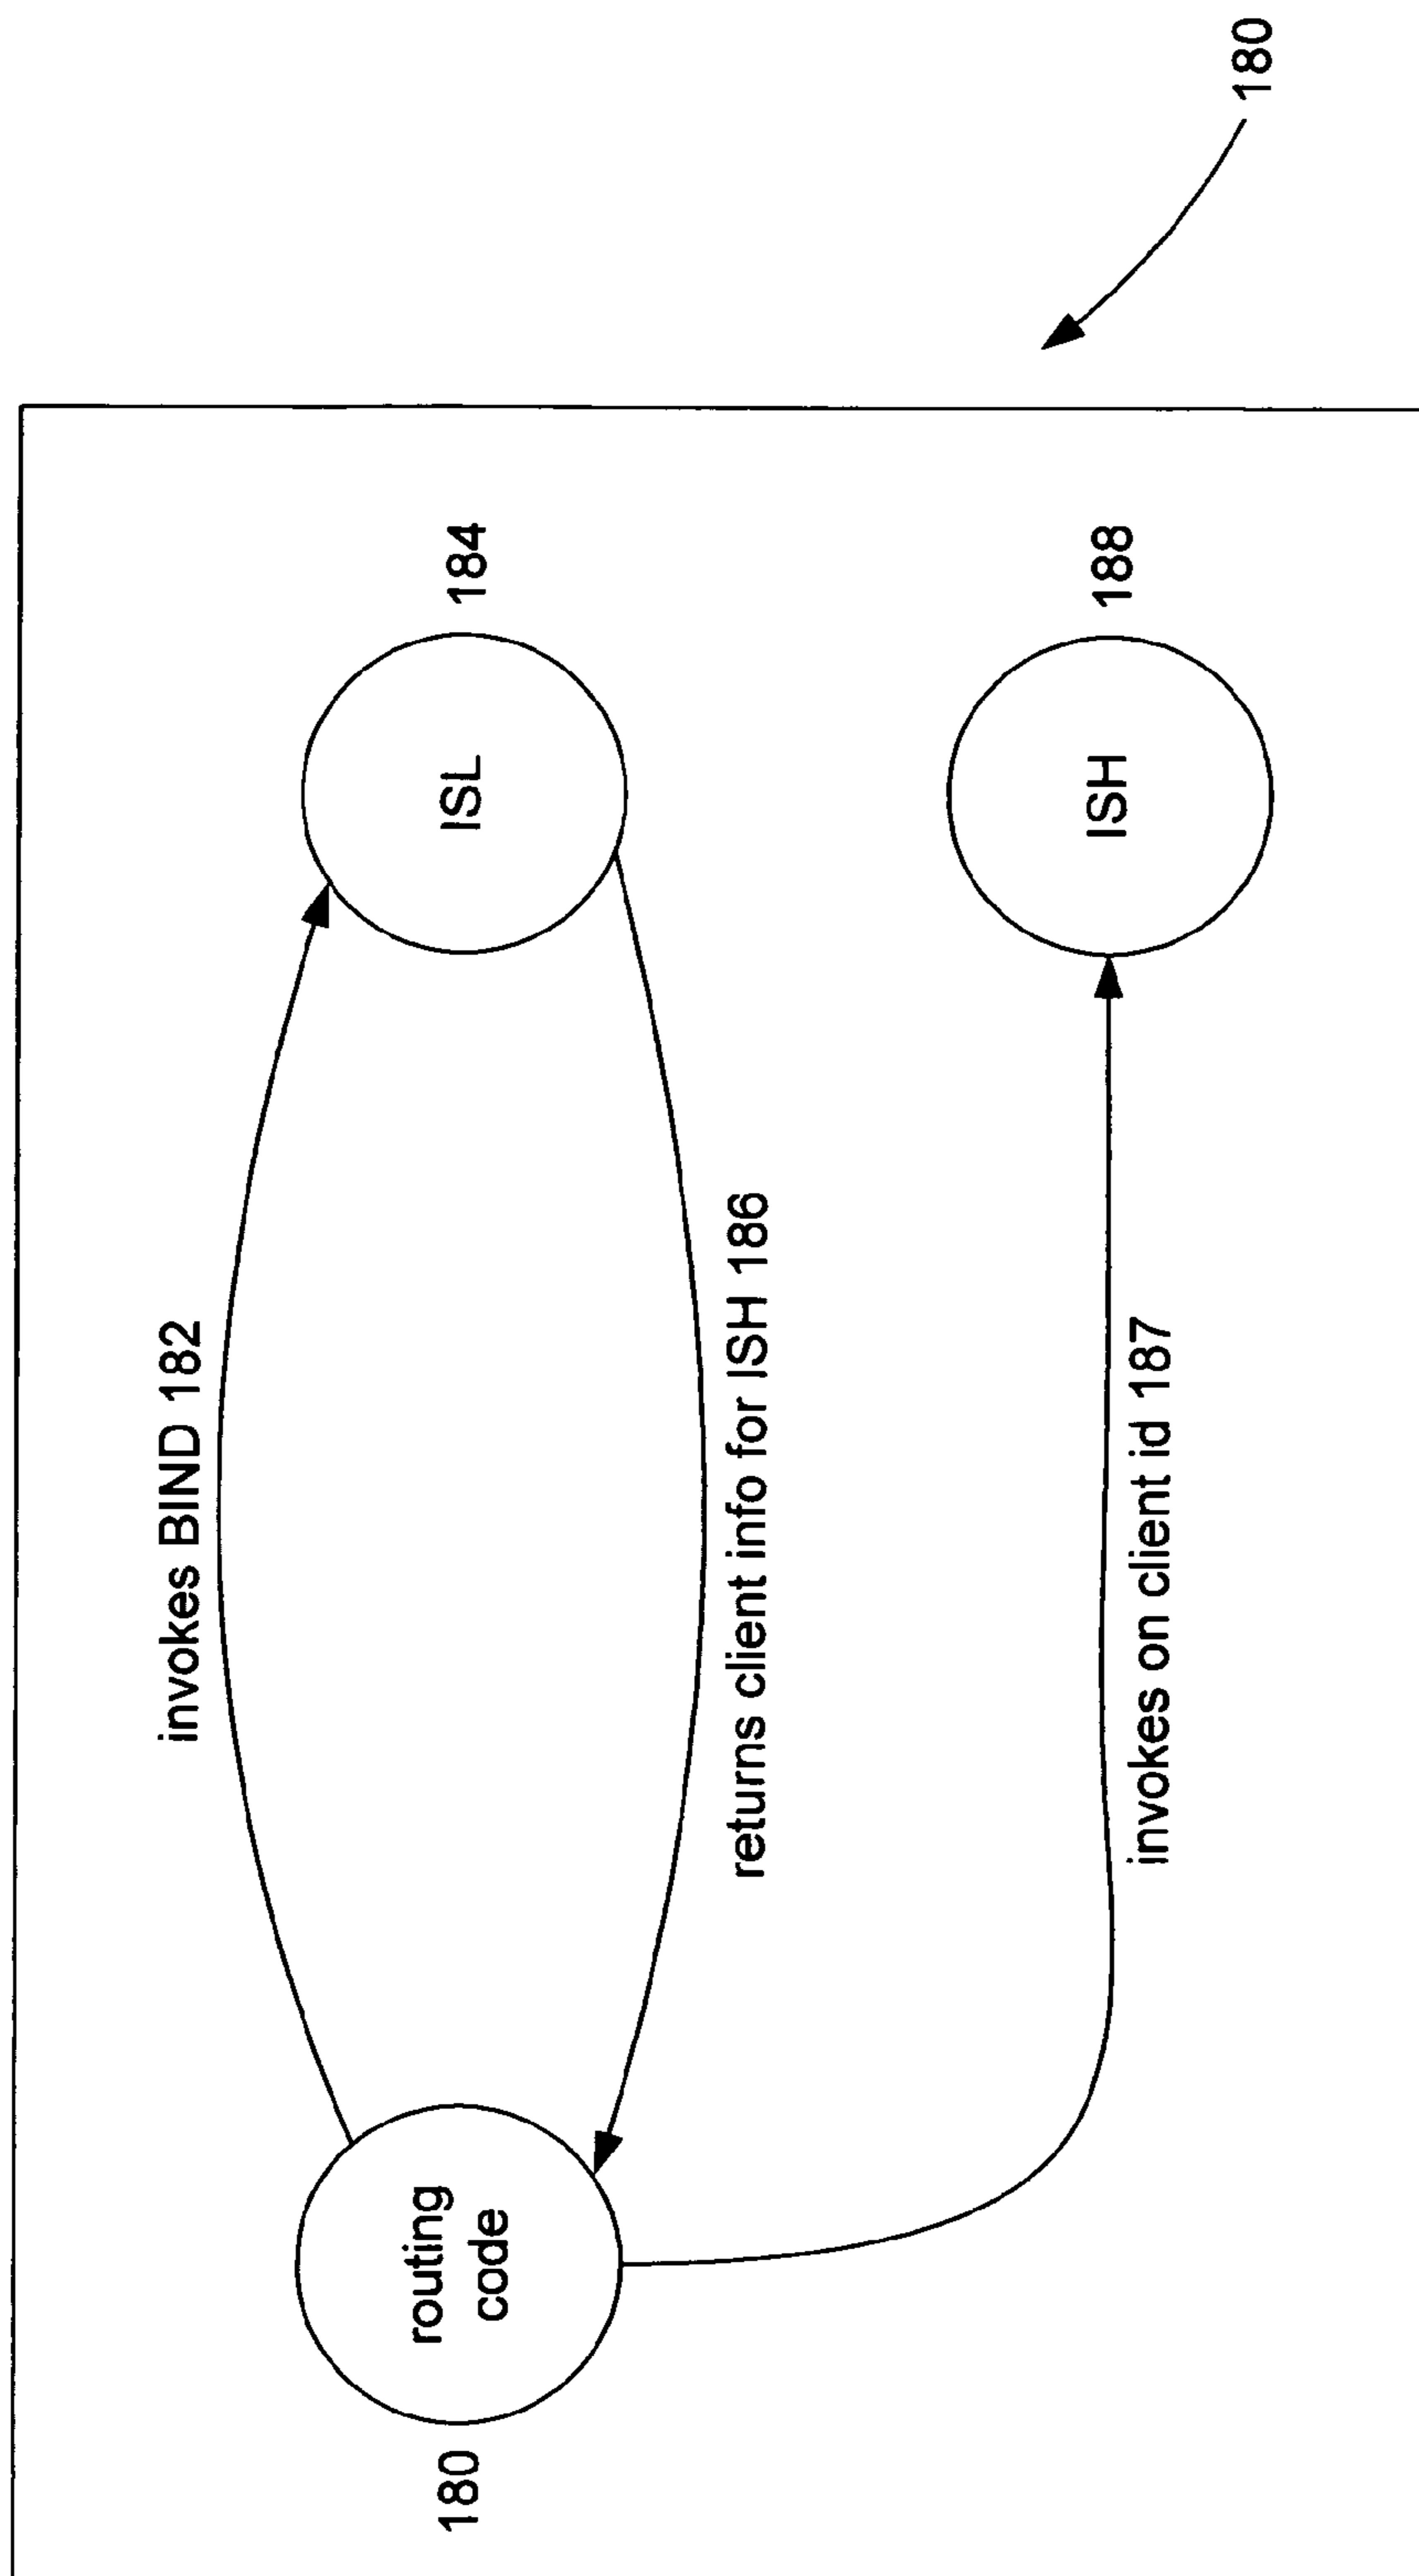 180
invokes BIND 182
184
routing
code
ISL
180
returns client info for ISH 186
invokes on client id 187
ISH
188